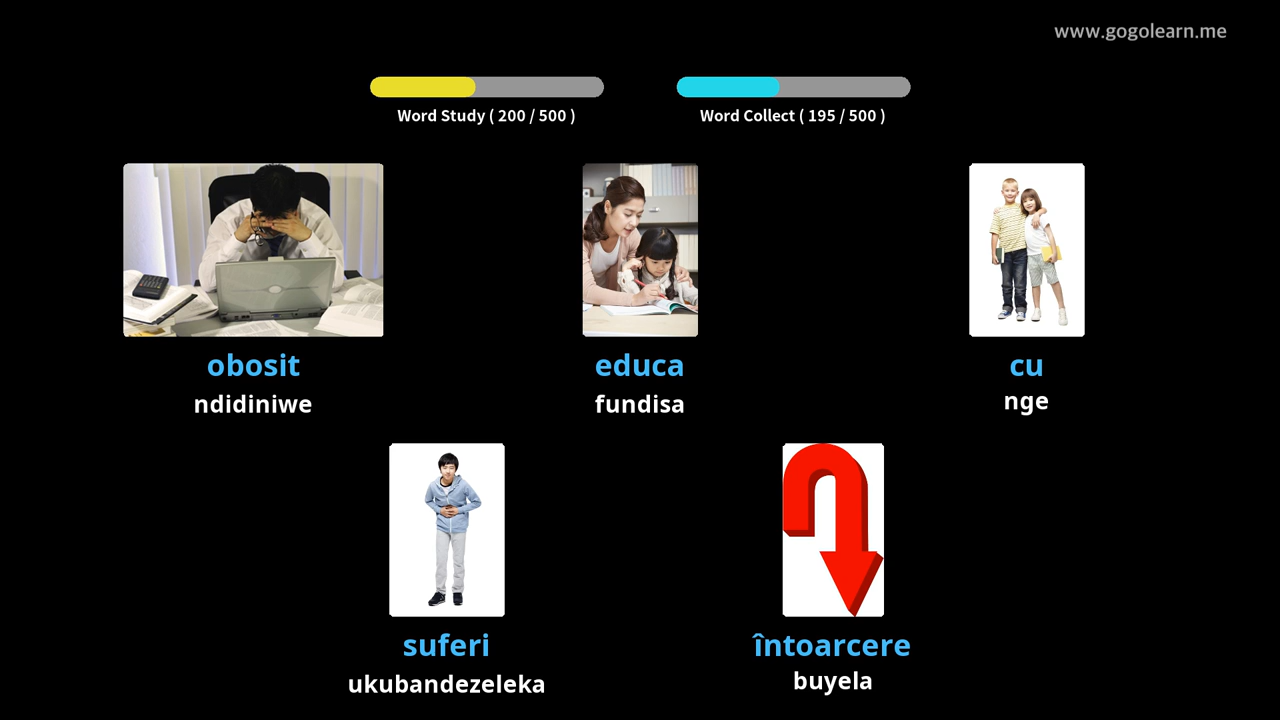 www.gogolearn.me
Word Study ( 200 / 500 )
Word Collect ( 195 / 500 )
obosit
ndidiniwe
educa
fundisa
cu
nge
suferi
ukubandezeleka
întoarcere
buyela